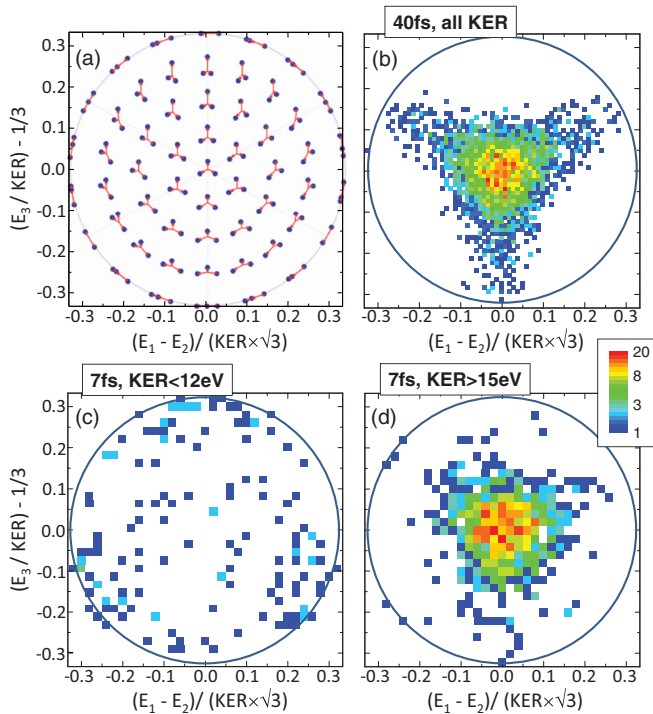 40fs, all KER
(a)
(b)
0.3
0.2
0.1
0.0
-0.1
-0.2
-0.3
(E3 / KER) - 1/3
-0.3 -0.2 -0.1 0.0 0.1 0.2 0.3
-0.3 -0.2 -0.1 0.0 0.1 0.2 0.3
(E1 - E2)/ (KER×√3)
(E1 - E2)/ (KER×√3)
7fs, KER<12eV
7fs, KER>15eV
(c)
(d)
20
8
3
1
0.3
0.2
0.1
0.0
-0.1
-0.2
-0.3
(E3 / KER) - 1/3
-0.3 -0.2 -0.1 0.0 0.1 0.2 0.3
-0.3 -0.2 -0.1 0.0 0.1 0.2 0.3
(E1 - E2)/ (KER×√3)
(E1 - E2)/ (KER×√3)